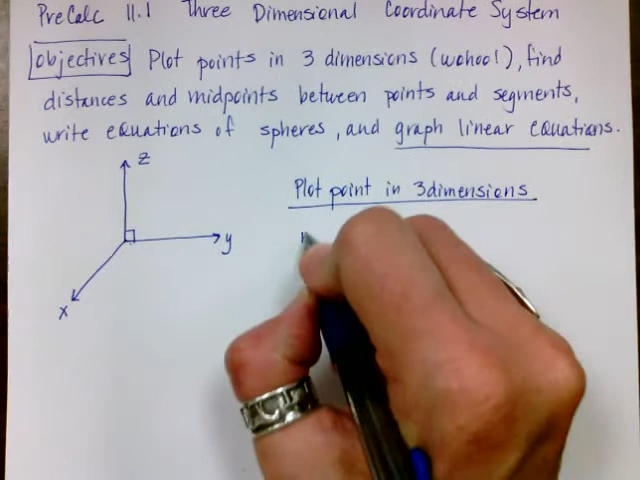 PreCalc 11.1 Three Dimensional Coordinate System
Objectives Plot points in 3 dimensions (wohoo!), find
distances and midpoints between points and segments,
write equations of spheres, and graph linear equations.
z
Plot point in 3dimensions
y
x